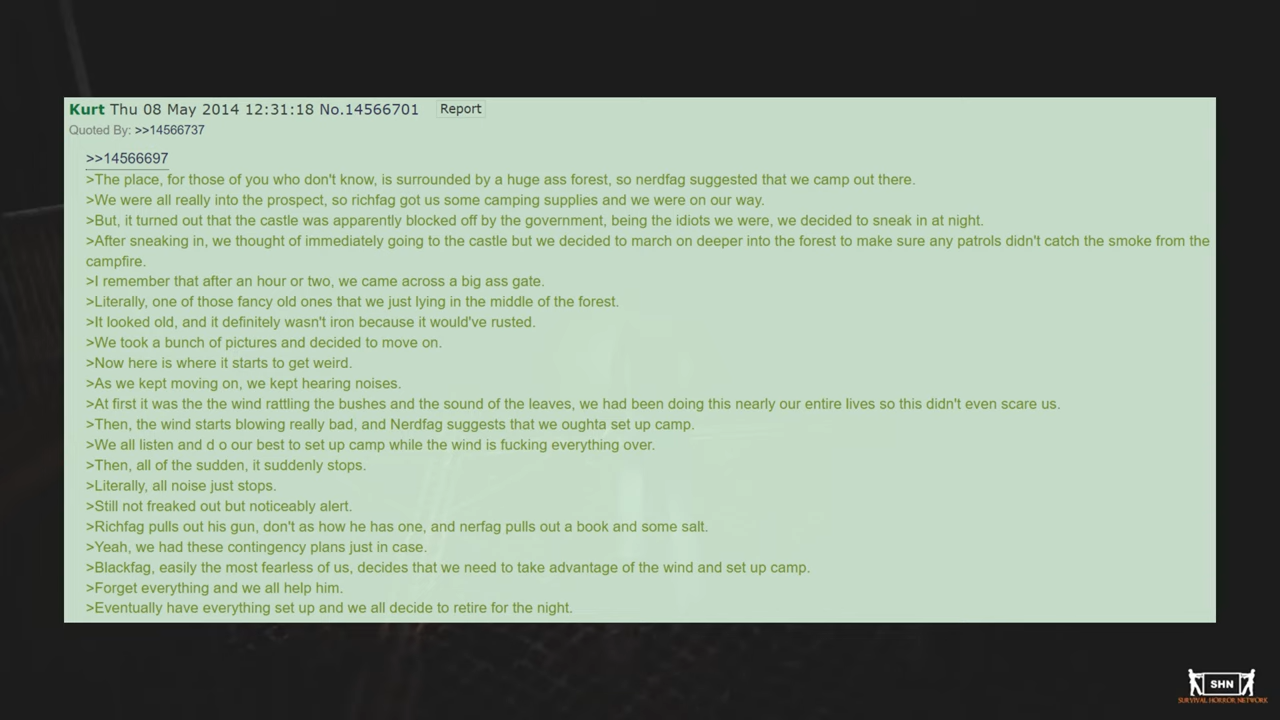 Kurt Thu 08 May 2014 12:31:18 No.14566701 Report
Quoted By: >>14566737
>>14566697
>The place, for those of you who don't know, is surrounded by a huge ass forest, so nerdfag suggested that we camp out there.
>We were all really into the prospect, so richfag got us some camping supplies and we were on our way.
>But, it turned out that the castle was apparently blocked off by the government, being the idiots we were, we decided to sneak in at night.
>After sneaking in, we thought of immediately going to the castle but we decided to march on deeper into the forest to make sure any patrols didn't catch the smoke from the
campfire.
>I remember that after an hour or two, we came across a big ass gate.
>Literally, one of those fancy old ones that we just lying in the middle of the forest.
>It looked old, and it definitely wasn't iron because it would've rusted.
>We took a bunch of pictures and decided to move on.
>Now here is where it starts to get weird.
>As we kept moving on, we kept hearing noises.
>At first it was the the wind rattling the bushes and the sound of the leaves, we had been doing this nearly our entire lives so this didn't even scare us.
>Then, the wind starts blowing really bad, and Nerdfag suggests that we oughta set up camp.
>We all listen and d o our best to set up camp while the wind is fucking everything over.
>Then, all of the sudden, it suddenly stops.
>Literally, all noise just stops.
>Still not freaked out but noticeably alert.
>Richfag pulls out his gun, don't as how he has one, and nerfag pulls out a book and some salt.
>Yeah, we had these contingency plans just in case.
>Blackfag, easily the most fearless of us, decides that we need to take advantage of the wind and set up camp.
>Forget everything and we all help him.
>Eventually have everything set up and we all decide to retire for the night.
SHN
SURVIVAL HORROR NETWORK